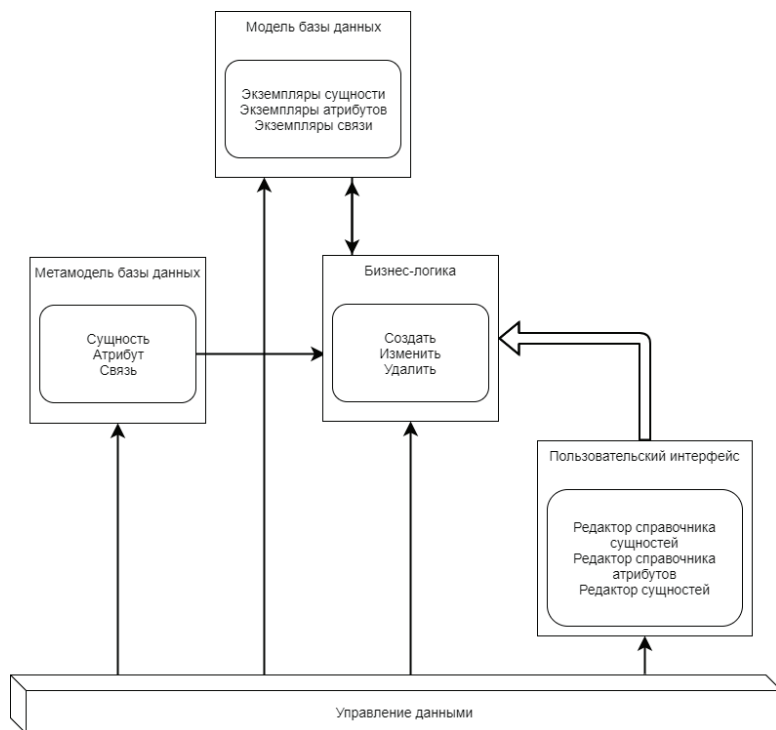 Модель базы данных
Экземпляры сущности
Экземпляры атрибутов
Экземпляры связи
Метамодель базы данных
Сущность
Атрибут
Связь
Бизнес-логика
Создать
Изменить
Удалить
Пользовательский интерфейс
Редактор справочника
сущностей
Редактор справочника
атрибутов
Редактор сущностей
Управление данными